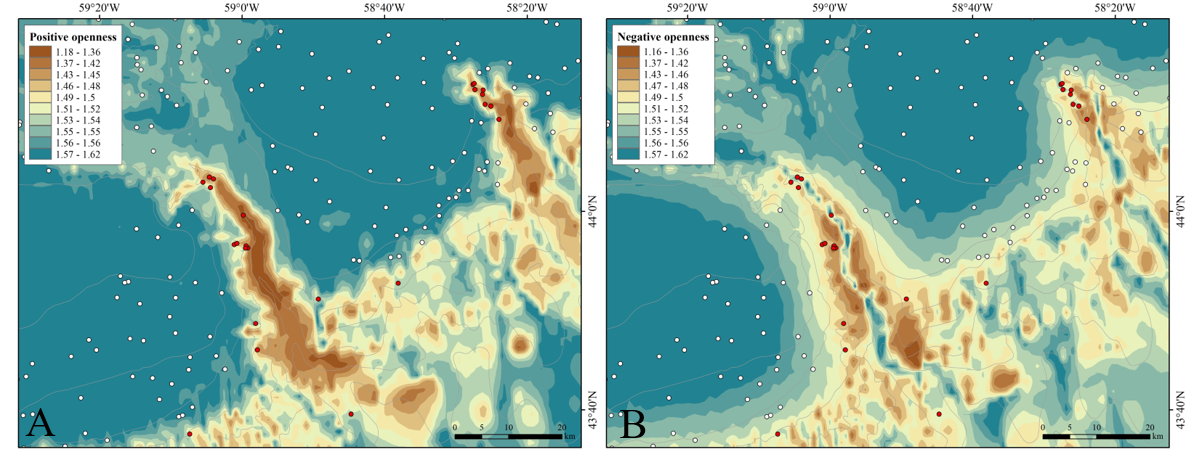 59°20' 59°0' 58°40' 58°20'W
Positive openness
1.18 - 1.36
1.37 - 1.42
1.43 - 1.45
1.46 - 1.48
1.49 - 1.5
1.51 - 1.52
1.53 - 1.54
1.55 - 1.55
1.56 - 1.56
1.57 - 1.62
44°0'N
43°40'N
A
0 5 10 20
km
59°20' 59°0' 58°40' 58°20'W
Negative openness
1.16 - 1.36
1.37 - 1.42
1.43 - 1.46
1.47 - 1.48
1.49 - 1.5
1.51 - 1.52
1.53 - 1.54
1.55 - 1.56
1.56 - 1.56
1.57 - 1.62
44°0'N
43°40'N
B
0 5 10 20
km